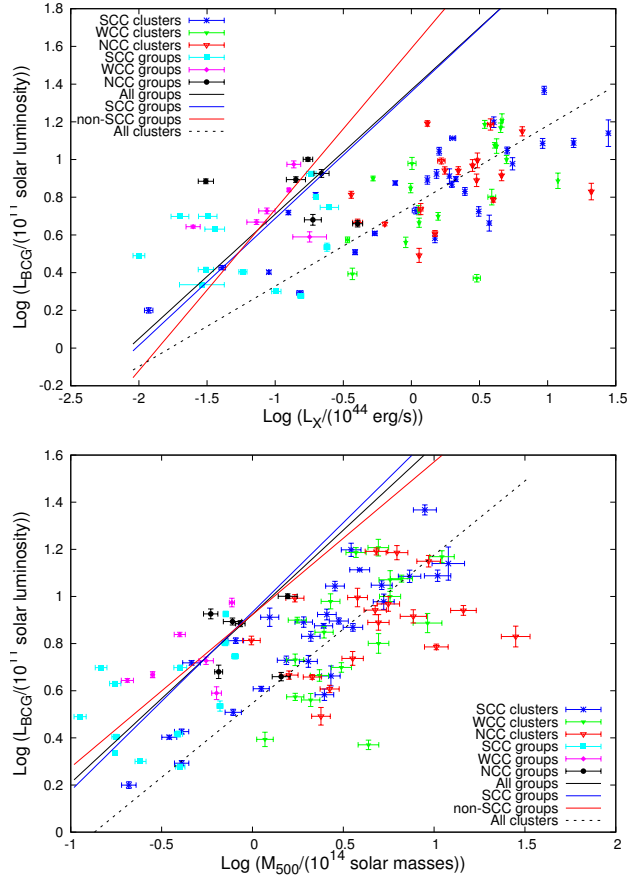 1.8
1.6
1.4
1.2
1
0.8
0.6
0.4
0.2
0
-0.2
Log (L_BCG/(10^11 solar luminosity))
SCC clusters
WCC clusters
NCC clusters
SCC groups
WCC groups
NCC groups
All groups
SCC groups
non-SCC groups
All clusters
-2.5 -2 -1.5 -1 -0.5 0 0.5 1 1.5
Log (L_X/(10^44 erg/s))
1.6
1.4
1.2
1
0.8
0.6
0.4
0.2
0
Log (L_BCG/(10^11 solar luminosity))
SCC clusters
WCC clusters
NCC clusters
SCC groups
WCC groups
NCC groups
All groups
SCC groups
non-SCC groups
All clusters
-1 -0.5 0 0.5 1 1.5 2
Log (M_500/(10^14 solar masses))